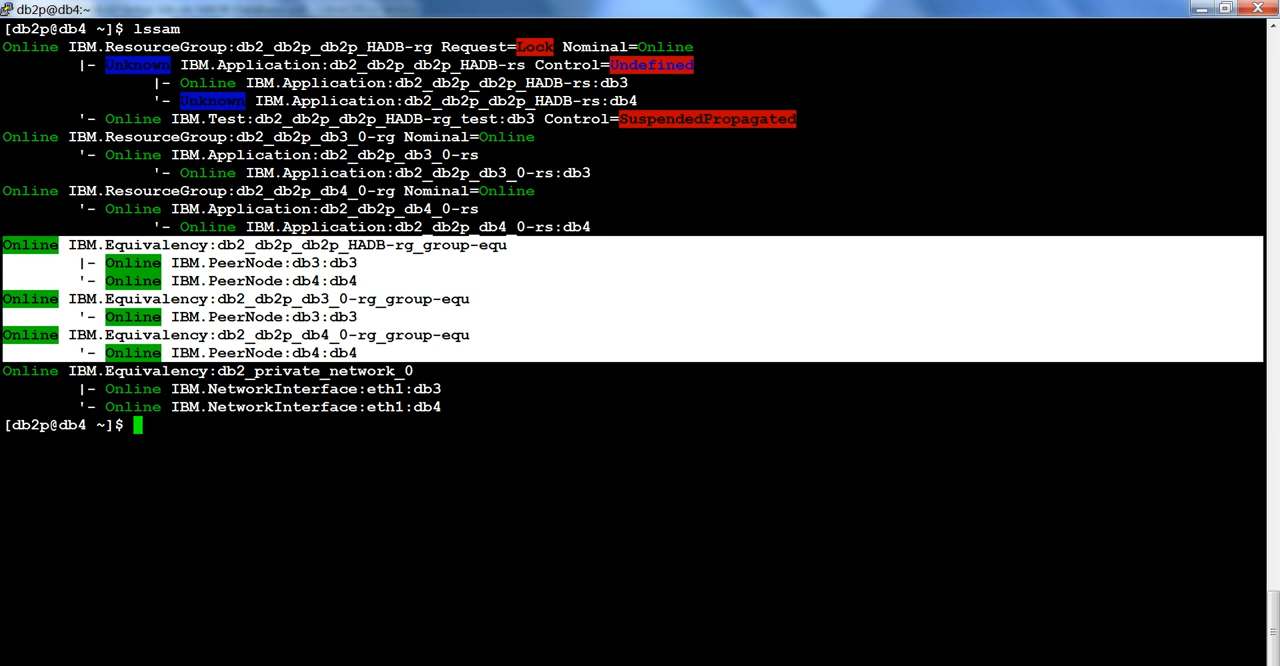 db2p@db4:~
[db2p@db4 ~]$ lssam
Online IBM.ResourceGroup:db2_db2p_db2p_HADB-rg Request=Lock Nominal=Online
        |- Unknown IBM.Application:db2_db2p_db2p_HADB-rs Control=Undefined
                |- Online IBM.Application:db2_db2p_db2p_HADB-rs:db3
                '- Unknown IBM.Application:db2_db2p_db2p_HADB-rs:db4
        '- Online IBM.Test:db2_db2p_db2p_HADB-rg_test:db3 Control=SuspendedPropagated
Online IBM.ResourceGroup:db2_db2p_db3_0-rg Nominal=Online
        '- Online IBM.Application:db2_db2p_db3_0-rs
                '- Online IBM.Application:db2_db2p_db3_0-rs:db3
Online IBM.ResourceGroup:db2_db2p_db4_0-rg Nominal=Online
        '- Online IBM.Application:db2_db2p_db4_0-rs
                '- Online IBM.Application:db2_db2p_db4_0-rs:db4
Online IBM.Equivalency:db2_db2p_db2p_HADB-rg_group-equ
        |- Online IBM.PeerNode:db3:db3
        '- Online IBM.PeerNode:db4:db4
Online IBM.Equivalency:db2_db2p_db3_0-rg_group-equ
        '- Online IBM.PeerNode:db3:db3
Online IBM.Equivalency:db2_db2p_db4_0-rg_group-equ
        '- Online IBM.PeerNode:db4:db4
Online IBM.Equivalency:db2_private_network_0
        |- Online IBM.NetworkInterface:eth1:db3
        '- Online IBM.NetworkInterface:eth1:db4
[db2p@db4 ~]$